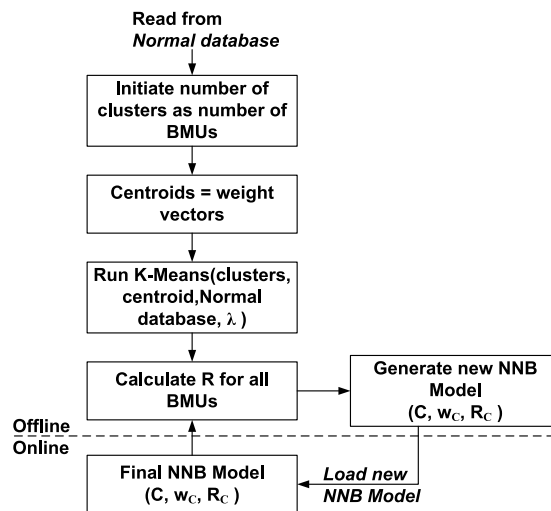 Read from
Normal database
Initiate number of
clusters as number of
BMUs
Centroids = weight
vectors
Run K-Means(clusters,
centroid,Normal
database, λ )
Calculate R for all
BMUs
Generate new NNB
Model
(C, wC, RC )
Offline
Online
Final NNB Model
(C, wC, RC )
Load new
NNB Model